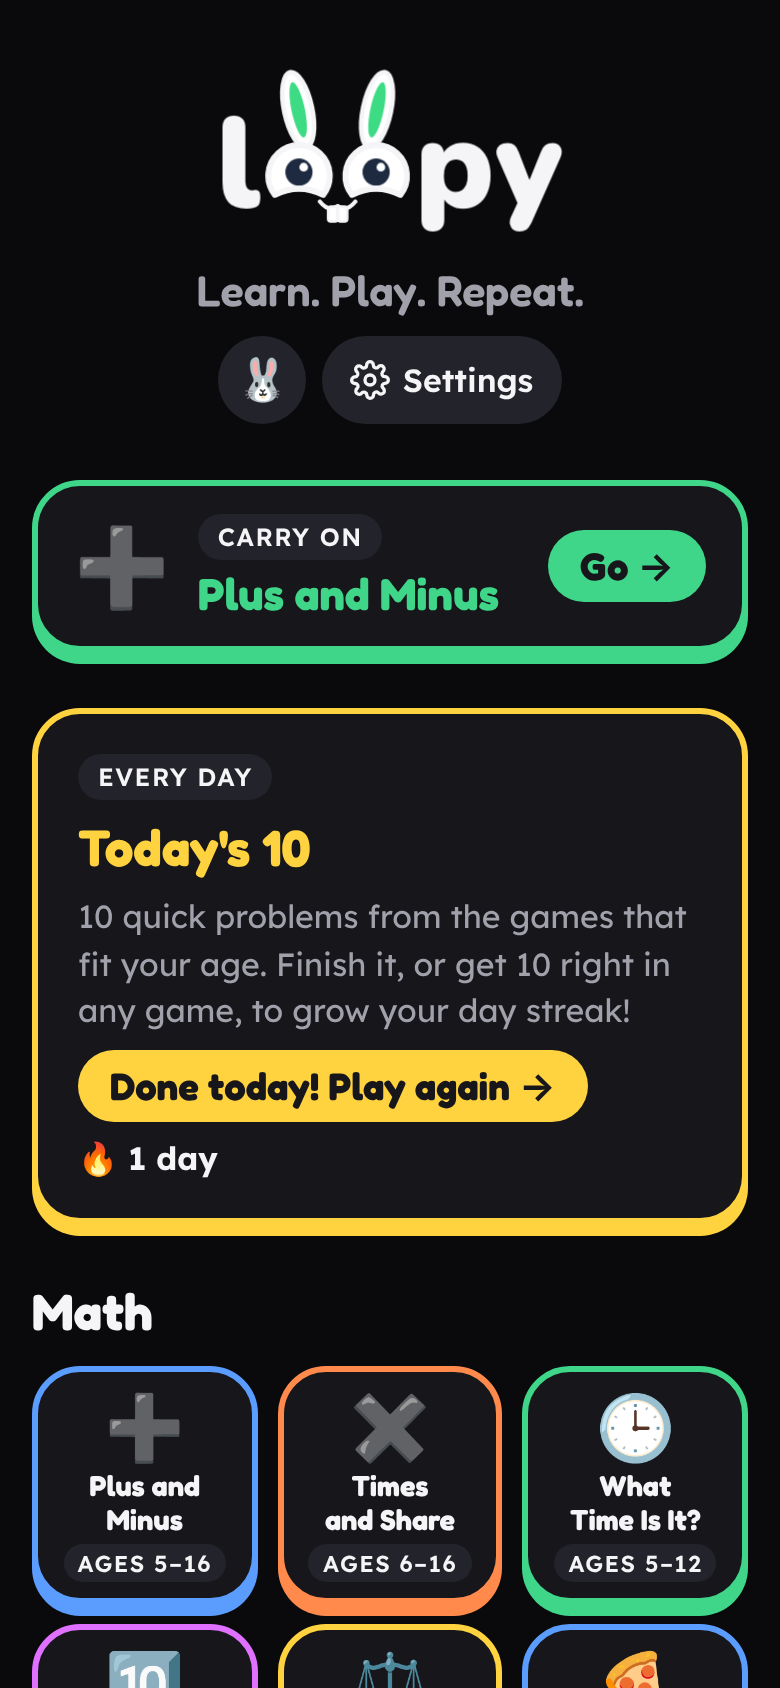 loopy
Learn. Play. Repeat.
Settings
CARRY ON
Plus and Minus
Go →
EVERY DAY
Today's 10
10 quick problems from the games that
fit your age. Finish it, or get 10 right in
any game, to grow your day streak!
Done today! Play again →
1 day
Math
Plus and
Minus
AGES 5–16
Times
and Share
AGES 6–16
What
Time Is It?
AGES 5–12
10